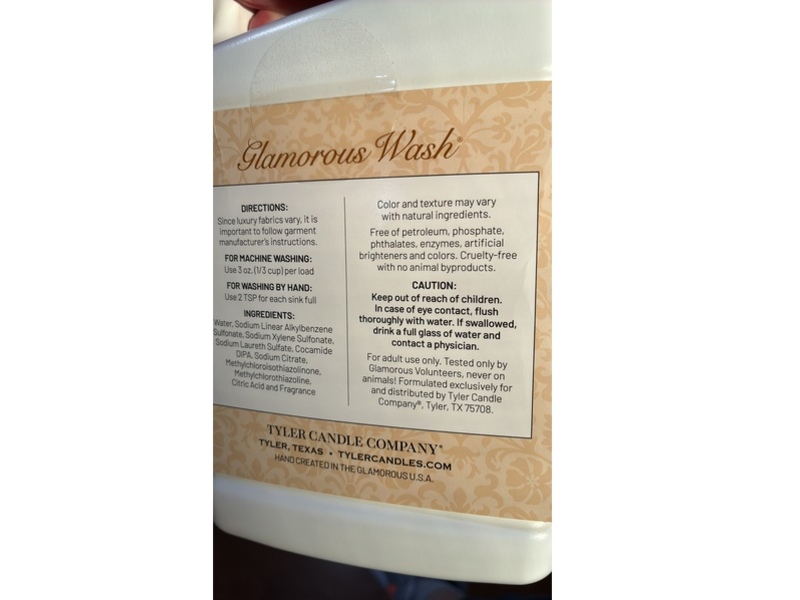 Glamorous Wash®
DIRECTIONS:
Since luxury fabrics vary, it is
important to follow garment
manufacturer's instructions.
FOR MACHINE WASHING:
Use 3 oz. (1/3 cup) per load
FOR WASHING BY HAND:
Use 2 TSP for each sink full
INGREDIENTS:
Water, Sodium Linear Alkylbenzene
Sulfonate, Sodium Xylene Sulfonate,
Sodium Laureth Sulfate, Cocamide
DIPA, Sodium Citrate,
Methylchloroisothiazolinone,
Methylchlorothiazoline,
Citric Acid and Fragrance
Color and texture may vary
with natural ingredients.
Free of petroleum, phosphate,
phthalates, enzymes, artificial
brighteners and colors. Cruelty-free
with no animal byproducts.
CAUTION:
Keep out of reach of children.
In case of eye contact, flush
thoroughly with water. If swallowed,
drink a full glass of water and
contact a physician.
For adult use only. Tested only by
Glamorous Volunteers, never on
animals! Formulated exclusively for
and distributed by Tyler Candle
Company®, Tyler, TX 75708.
TYLER CANDLE COMPANY®
TYLER, TEXAS • TYLERCANDLES.COM
HAND CREATED IN THE GLAMOROUS U.S.A.